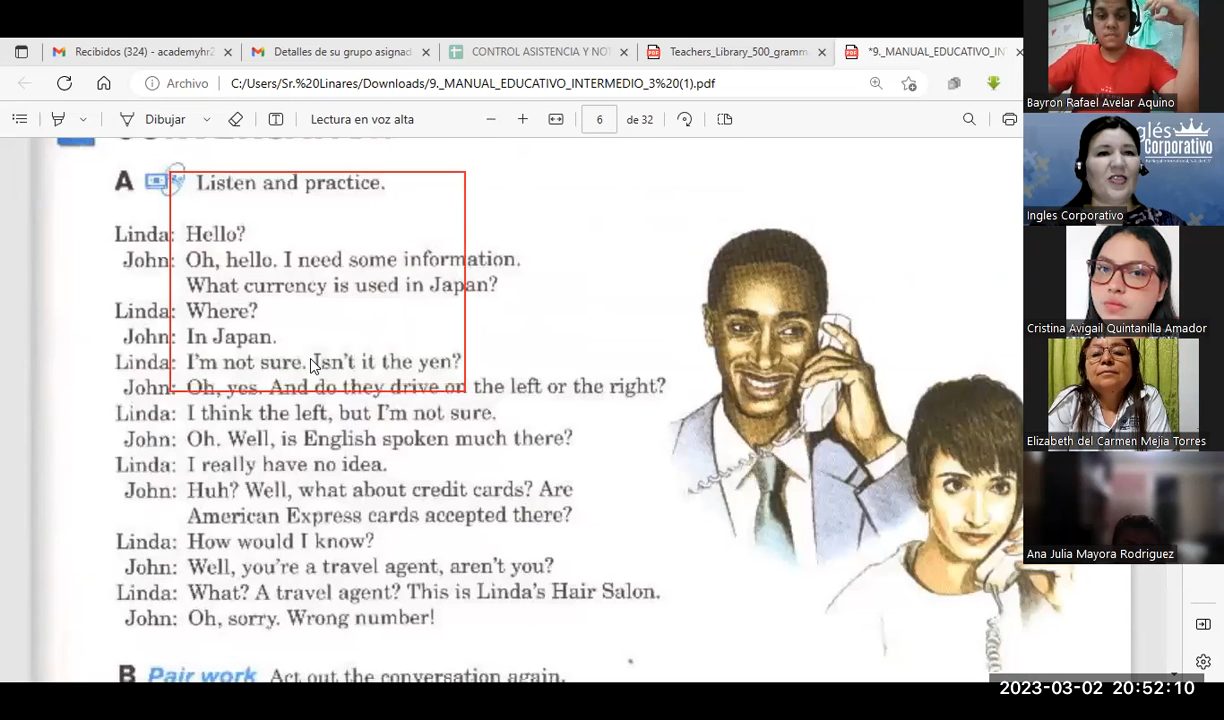 Recibidos (324) - academyhr2
Detalles de su grupo asignad
CONTROL ASISTENCIA Y NOT
Teachers_Library_500_gramm
*9._MANUAL_EDUCATIVO_IN
Archivo
C:/Users/Sr.%20Linares/Downloads/9._MANUAL_EDUCATIVO_INTERMEDIO_3%20(1).pdf
Dibujar
Lectura en voz alta
6
de 32
A Listen and practice.
Linda: Hello?
John: Oh, hello. I need some information.
What currency is used in Japan?
Linda: Where?
John: In Japan.
Linda: I'm not sure. Isn't it the yen?
John: Oh, yes. And do they drive on the left or the right?
Linda: I think the left, but I'm not sure.
John: Oh. Well, is English spoken much there?
Linda: I really have no idea.
John: Huh? Well, what about credit cards? Are
American Express cards accepted there?
Linda: How would I know?
John: Well, you're a travel agent, aren't you?
Linda: What? A travel agent? This is Linda's Hair Salon.
John: Oh, sorry. Wrong number!
B Pair work Act out the conversation again.
Bayron Rafael Avelar Aquino
glés
Corporativo
Ingles Corporativo
Cristina Avigail Quintanilla Amador
Elizabeth del Carmen Mejia Torres
Ana Julia Mayora Rodriguez
2023-03-02 20:52:10